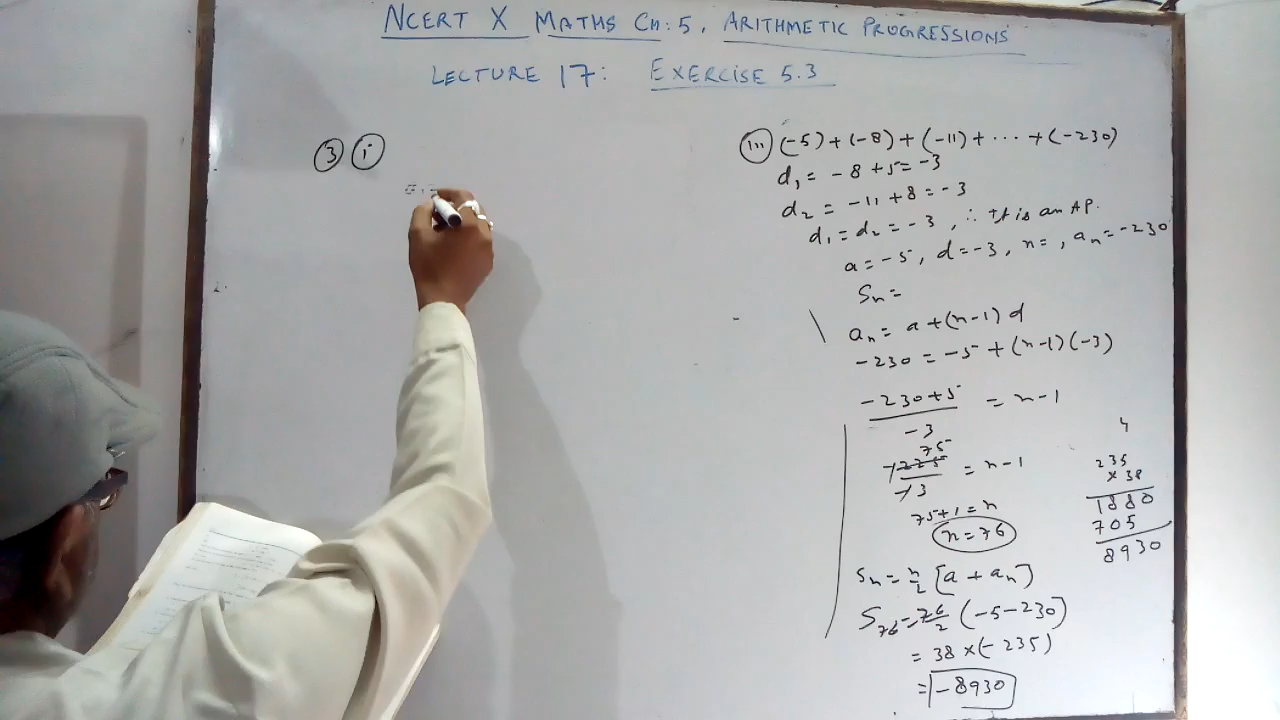 NCERT X MATHS CH:5, ARITHMETIC PROGRESSIONS
LECTURE 17: EXERCISE 5.3
3 i
iii (-5)+(-8)+(-11)+ ... +(-230)
d₁ = -8+5 = -3
d₂ = -11+8 = -3
d₁ = d₂ = -3, ∴ It is an AP.
a = -5, d = -3, n = , aₙ = -230
Sₙ =
aₙ = a+(n-1)d
-230 = -5+(n-1)(-3)
-230+5 / -3 = n-1
75
-225 / -3 = n-1
75+1 = n
n = 76
Sₙ = n/2 [a+aₙ]
S₇₆ = 76/2 (-5-230)
= 38×(-235)
= -8930
4
235
×38
1880
705
8930